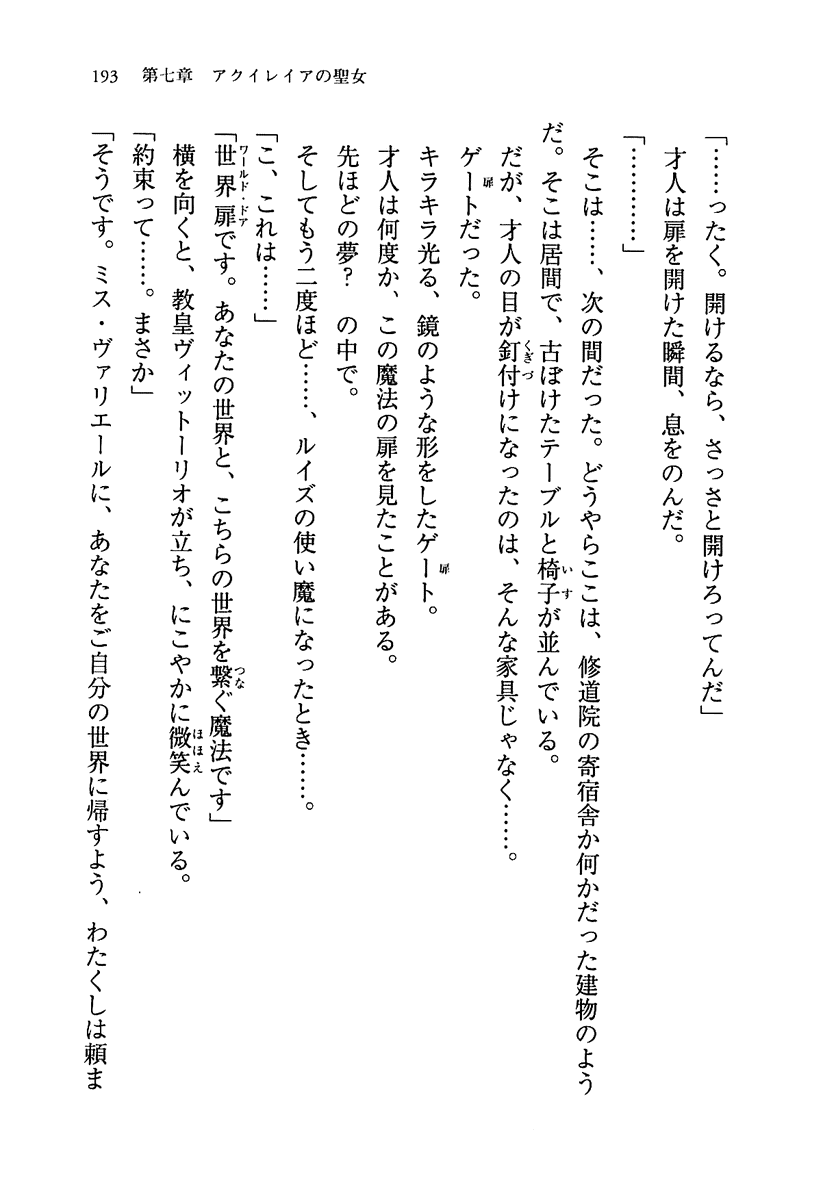 193　第七章　アクイレイアの聖女
「……ったく。開けるなら、さっさと開けろってんだ」
才人は扉を開けた瞬間、息をのんだ。
「…………」
そこは……、次の間だった。どうやらここは、修道院の寄宿舎か何かだった建物のよう
だ。そこは居間で、古ぼけたテーブルと椅子が並んでいる。
だが、才人の目が釘付けになったのは、そんな家具じゃなく……。
ゲートだった。
キラキラ光る、鏡のような形をしたゲート。
才人は何度か、この魔法の扉を見たことがある。
先ほどの夢？　の中で。
そしてもう二度ほど……、ルイズの使い魔になったとき……。
「こ、これは……」
「世界扉です。あなたの世界と、こちらの世界を繋ぐ魔法です」
横を向くと、教皇ヴィットーリオが立ち、にこやかに微笑んでいる。
「約束って……。まさか」
「そうです。ミス・ヴァリエールに、あなたをご自分の世界に帰すよう、わたくしは頼ま